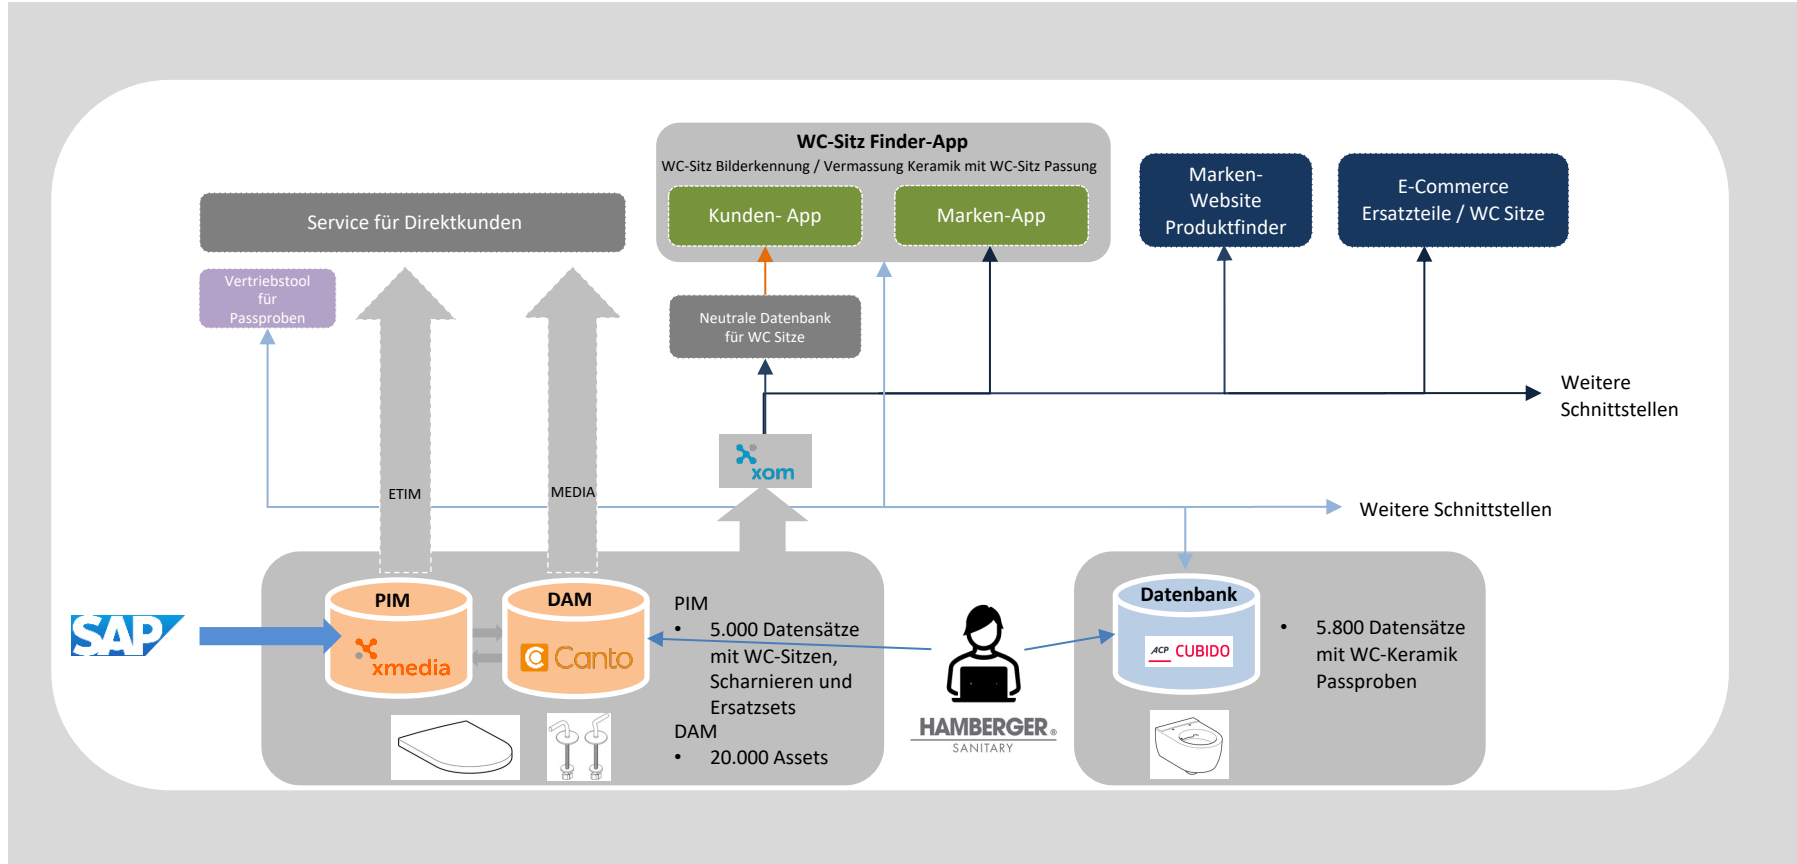 WC-Sitz Finder-App
WC-Sitz Bilderkennung / Vermassung Keramik mit WC-Sitz Passung
Kunden- App
Marken-App
Marken-
Website
Produktfinder
E-Commerce
Ersatzteile / WC Sitze
Service für Direktkunden
Vertriebstool
für
Passproben
Neutrale Datenbank
für WC Sitze
Weitere
Schnittstellen
xom
ETIM
MEDIA
Weitere Schnittstellen
SAP
PIM
xmedia
DAM
Canto
PIM
• 5.000 Datensätze
mit WC-Sitzen,
Scharnieren und
Ersatzsets
DAM
• 20.000 Assets
HAMBERGER®
SANITARY
Datenbank
ACP CUBIDO
• 5.800 Datensätze
mit WC-Keramik
Passproben